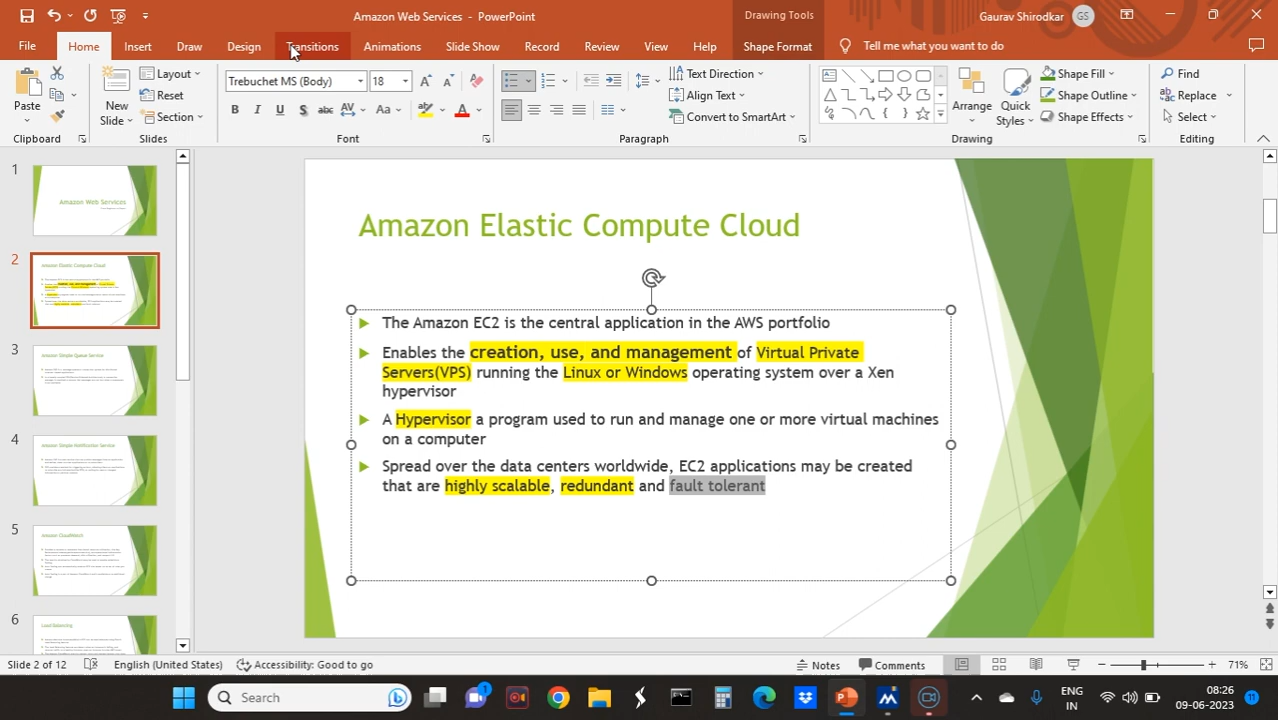 Amazon Web Services - PowerPoint
Drawing Tools
Gaurav Shirodkar
GS
File
Home
Insert
Draw
Design
Transitions
Animations
Slide Show
Record
Review
View
Help
Shape Format
Tell me what you want to do
Paste
Clipboard
New
Slide
Layout
Reset
Section
Slides
Trebuchet MS (Body)
18
B
I
U
S
abc
AV
Aa
A
Font
Text Direction
Align Text
Convert to SmartArt
Paragraph
Arrange
Quick
Styles
Shape Fill
Shape Outline
Shape Effects
Drawing
Find
Replace
Select
Editing
1
Amazon Web Services
2
Amazon Elastic Compute Cloud
3
Amazon Simple Queue Service
4
Amazon Simple Notification Service
5
Amazon CloudWatch
6
Load Balancing
Amazon Elastic Compute Cloud
The Amazon EC2 is the central application in the AWS portfolio
Enables the creation, use, and management of Virtual Private
Servers(VPS) running the Linux or Windows operating system over a Xen
hypervisor
A Hypervisor a program used to run and manage one or more virtual machines
on a computer
Spread over the data centers worldwide, EC2 applications may be created
that are highly scalable, redundant and fault tolerant
Slide 2 of 12
English (United States)
Accessibility: Good to go
Notes
Comments
71%
Search
1
ENG
IN
08:26
09-06-2023